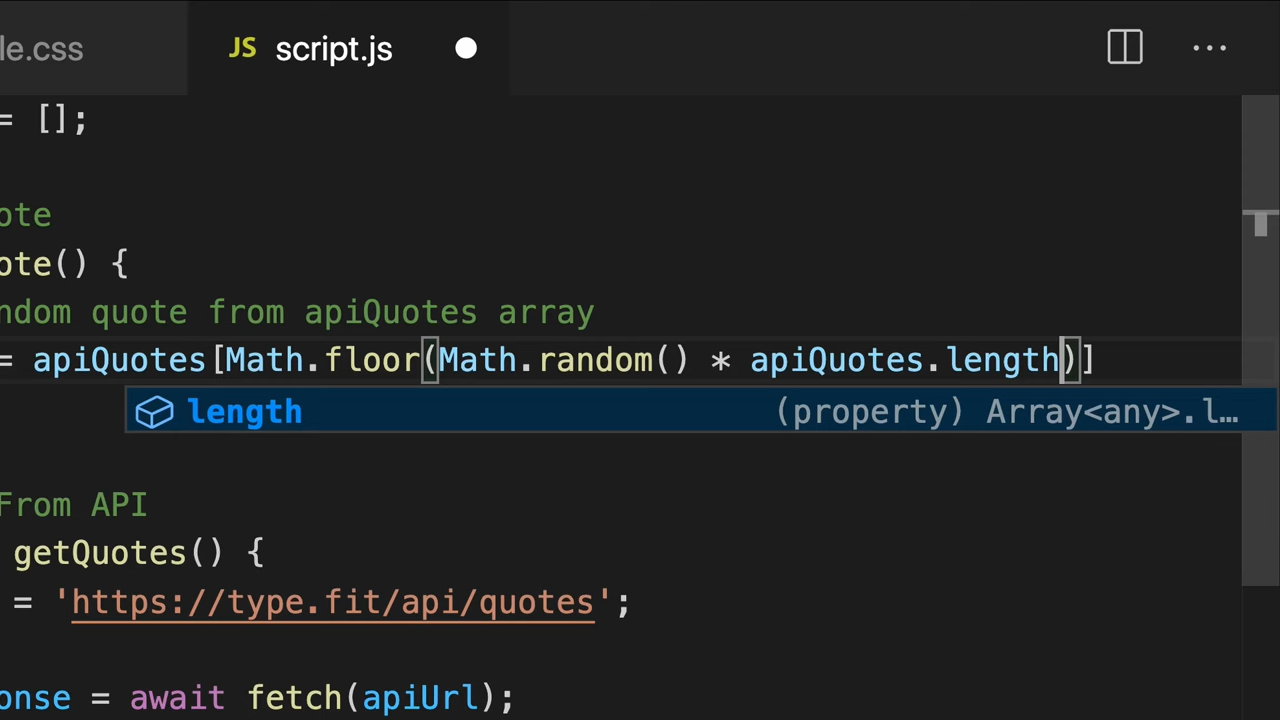 le.css JS script.js
= [];
ote
ote() {
ndom quote from apiQuotes array
= apiQuotes[Math.floor(Math.random() * apiQuotes.length)]
length (property) Array<any>.l…
From API
getQuotes() {
= 'https://type.fit/api/quotes';
onse = await fetch(apiUrl);